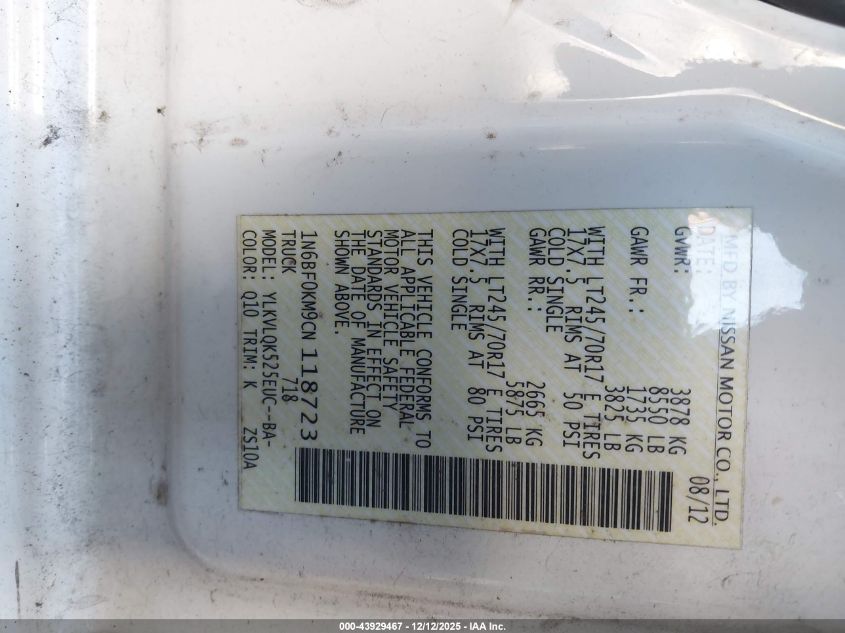 MFD BY NISSAN MOTOR CO., LTD.
DATE: 08/12
GVWR: 3878 KG
8550 LB
GAWR FR.: 1735 KG
3825 LB
WITH LT245/70R17 E TIRES
17X7.5 RIMS AT 50 PSI
COLD SINGLE
GAWR RR.: 2665 KG
5875 LB
WITH LT245/70R17 E TIRES
17X7.5 RIMS AT 80 PSI
COLD SINGLE
THIS VEHICLE CONFORMS TO
ALL APPLICABLE FEDERAL
MOTOR VEHICLE SAFETY
STANDARDS IN EFFECT ON
THE DATE OF MANUFACTURE
SHOWN ABOVE.
1N6BF0KM9CN 118723
TRUCK 718
MODEL: YLKVLQK525EUC--BA-
COLOR: Q10 TRIM: K ZS10A
000-43929467 - 12/12/2025 - IAA Inc.